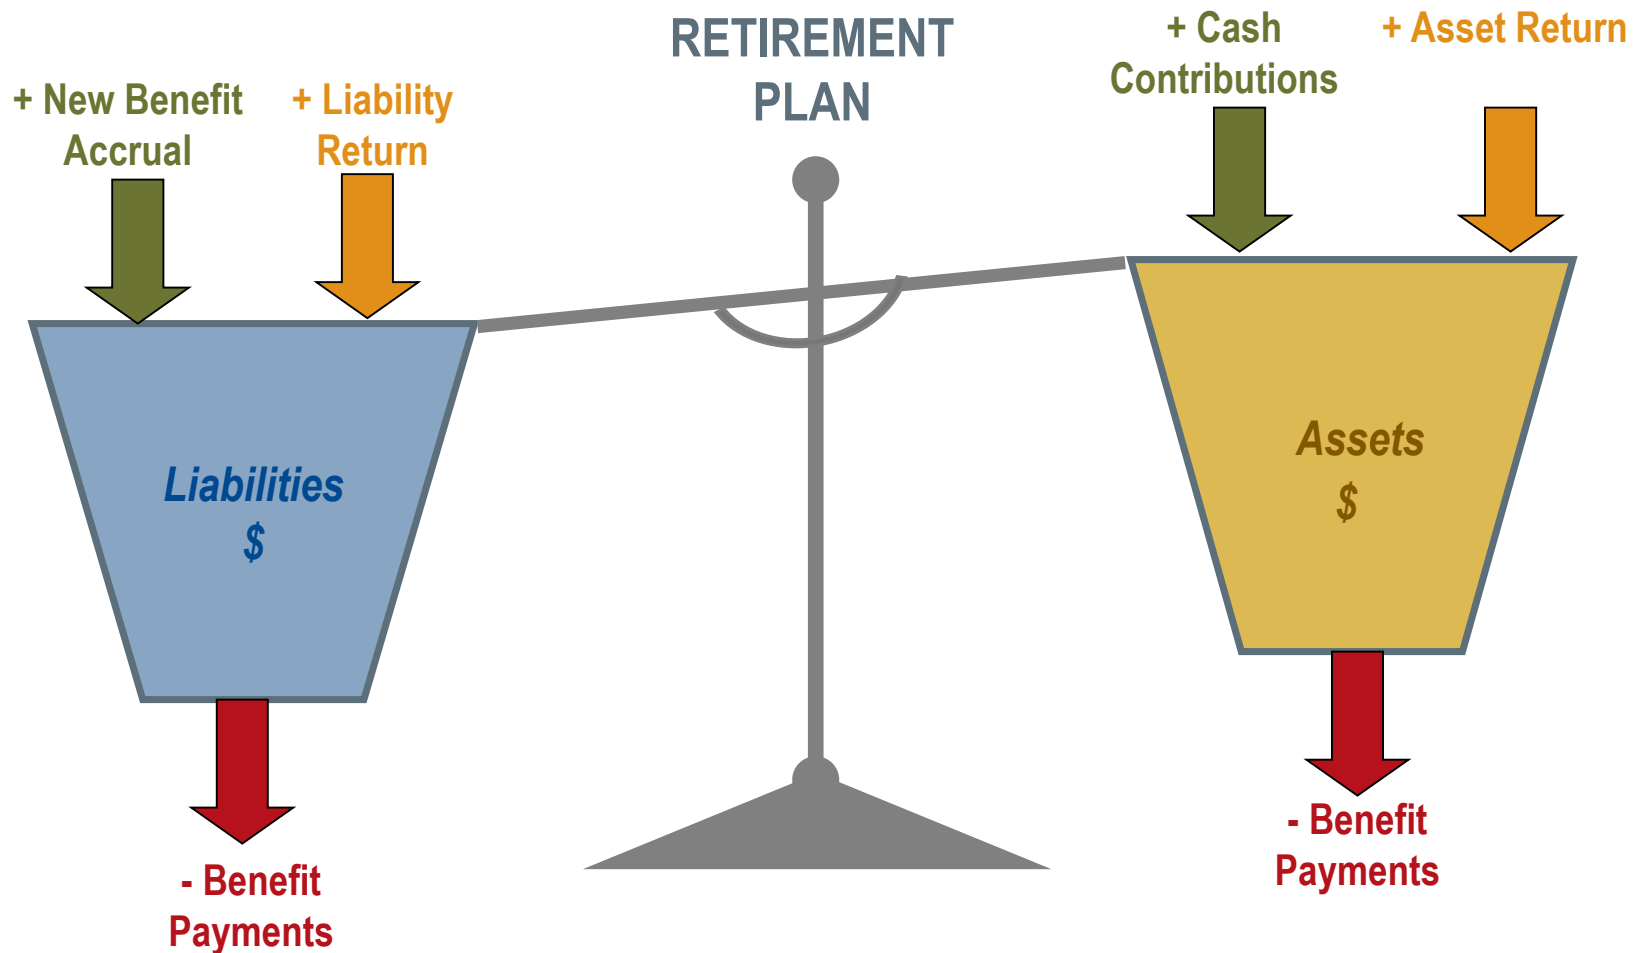 RETIREMENT
PLAN
+ New Benefit
Accrual
+ Liability
Return
+ Cash
Contributions
+ Asset Return
Liabilities
$
Assets
$
- Benefit
Payments
- Benefit
Payments